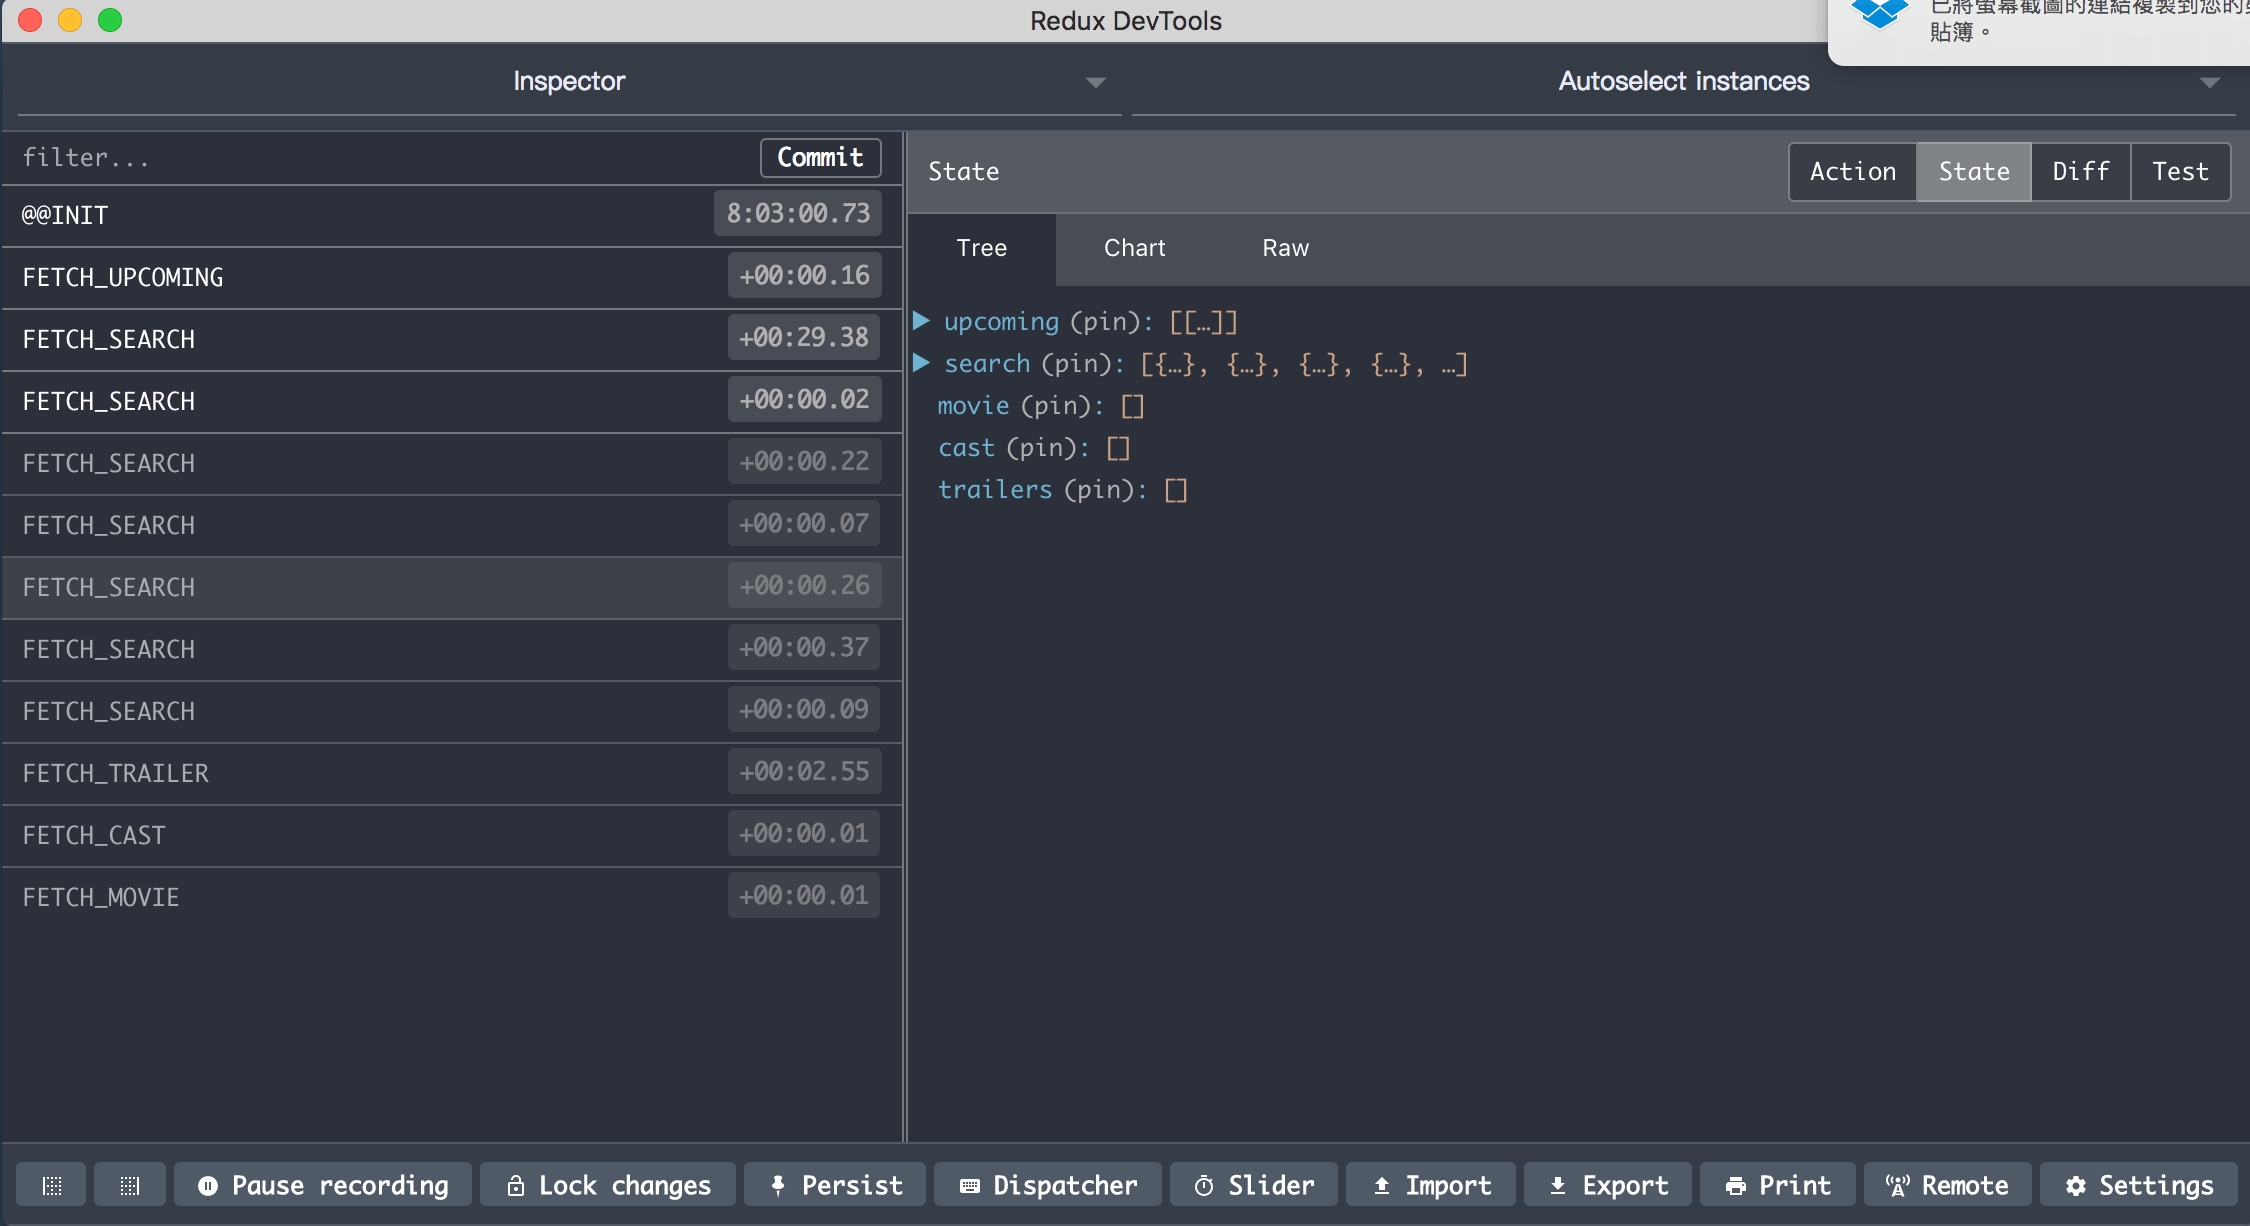 Redux DevTools
已將螢幕截圖的連結複製到您的
貼簿。
Inspector
Autoselect instances
filter...
Commit
@@INIT
8:03:00.73
FETCH_UPCOMING
+00:00.16
FETCH_SEARCH
+00:29.38
FETCH_SEARCH
+00:00.02
FETCH_SEARCH
+00:00.22
FETCH_SEARCH
+00:00.07
FETCH_SEARCH
+00:00.26
FETCH_SEARCH
+00:00.37
FETCH_SEARCH
+00:00.09
FETCH_TRAILER
+00:02.55
FETCH_CAST
+00:00.01
FETCH_MOVIE
+00:00.01
State
Action
State
Diff
Test
Tree
Chart
Raw
upcoming (pin): [[…]]
search (pin): [{…}, {…}, {…}, {…}, …]
movie (pin): []
cast (pin): []
trailers (pin): []
Pause recording
Lock changes
Persist
Dispatcher
Slider
Import
Export
Print
Remote
Settings